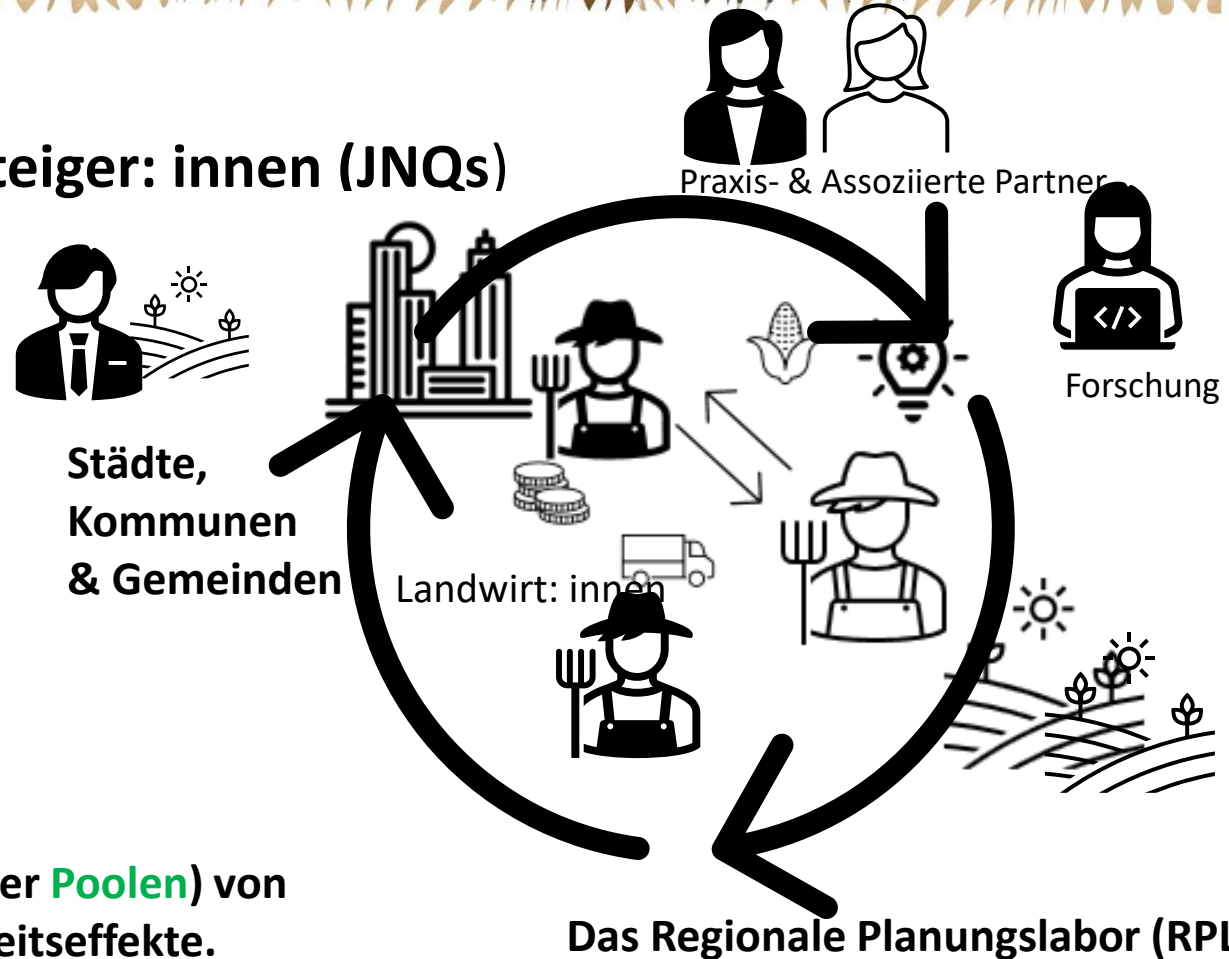 teiger: innen (JNQs)
Praxis- & Assoziierte Partner
</>
Forschung
Städte,
Kommunen
& Gemeinden
Landwirt: innen
er Poolen) von
eitseffekte.
Das Regionale Planungslabor (RPL